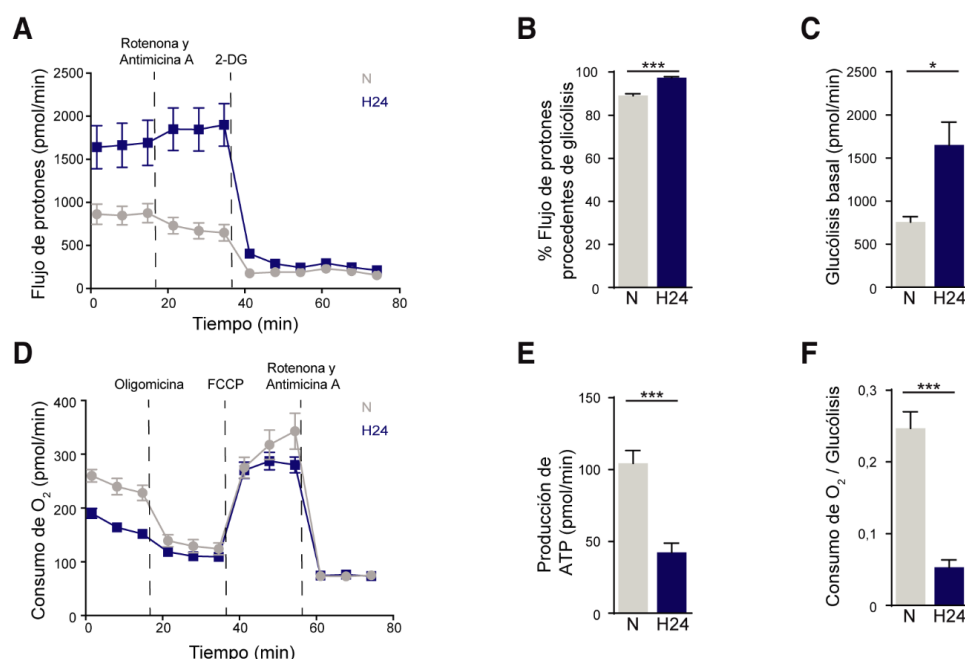 A
Rotenona y
Antimicina A
2-DG
N
H24
Flujo de protones (pmol/min)
2500
2000
1500
1000
500
0
0 20 40 60 80
Tiempo (min)
B
***
% Flujo de protones
procedentes de glicólisis
100
80
60
40
20
0
N H24
C
*
Glucólisis basal (pmol/min)
2500
2000
1500
1000
500
0
N H24
D
Oligomicina
FCCP
Rotenona y
Antimicina A
N
H24
Consumo de O2 (pmol/min)
400
300
200
100
0
0 20 40 60 80
Tiempo (min)
E
***
Producción de
ATP (pmol/min)
150
100
50
0
N H24
F
***
Consumo de O2 / Glucólisis
0,3
0,2
0,1
0
N H24